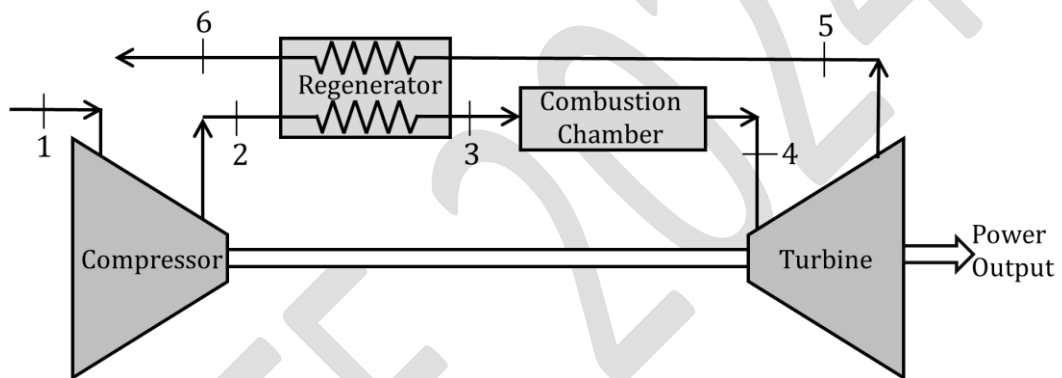 6
5
Regenerator
Combustion
Chamber
1
2
3
4
Compressor
Turbine
Power
Output